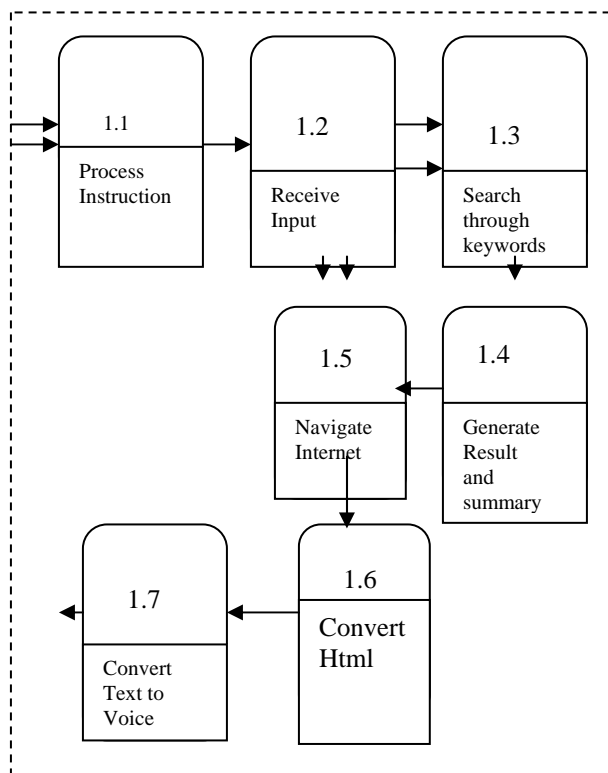 1.1
Process
Instruction
1.2
Receive
Input
1.3
Search
through
keywords
1.5
Navigate
Internet
1.4
Generate
Result
and
summary
1.7
Convert
Text to
Voice
1.6
Convert
Html